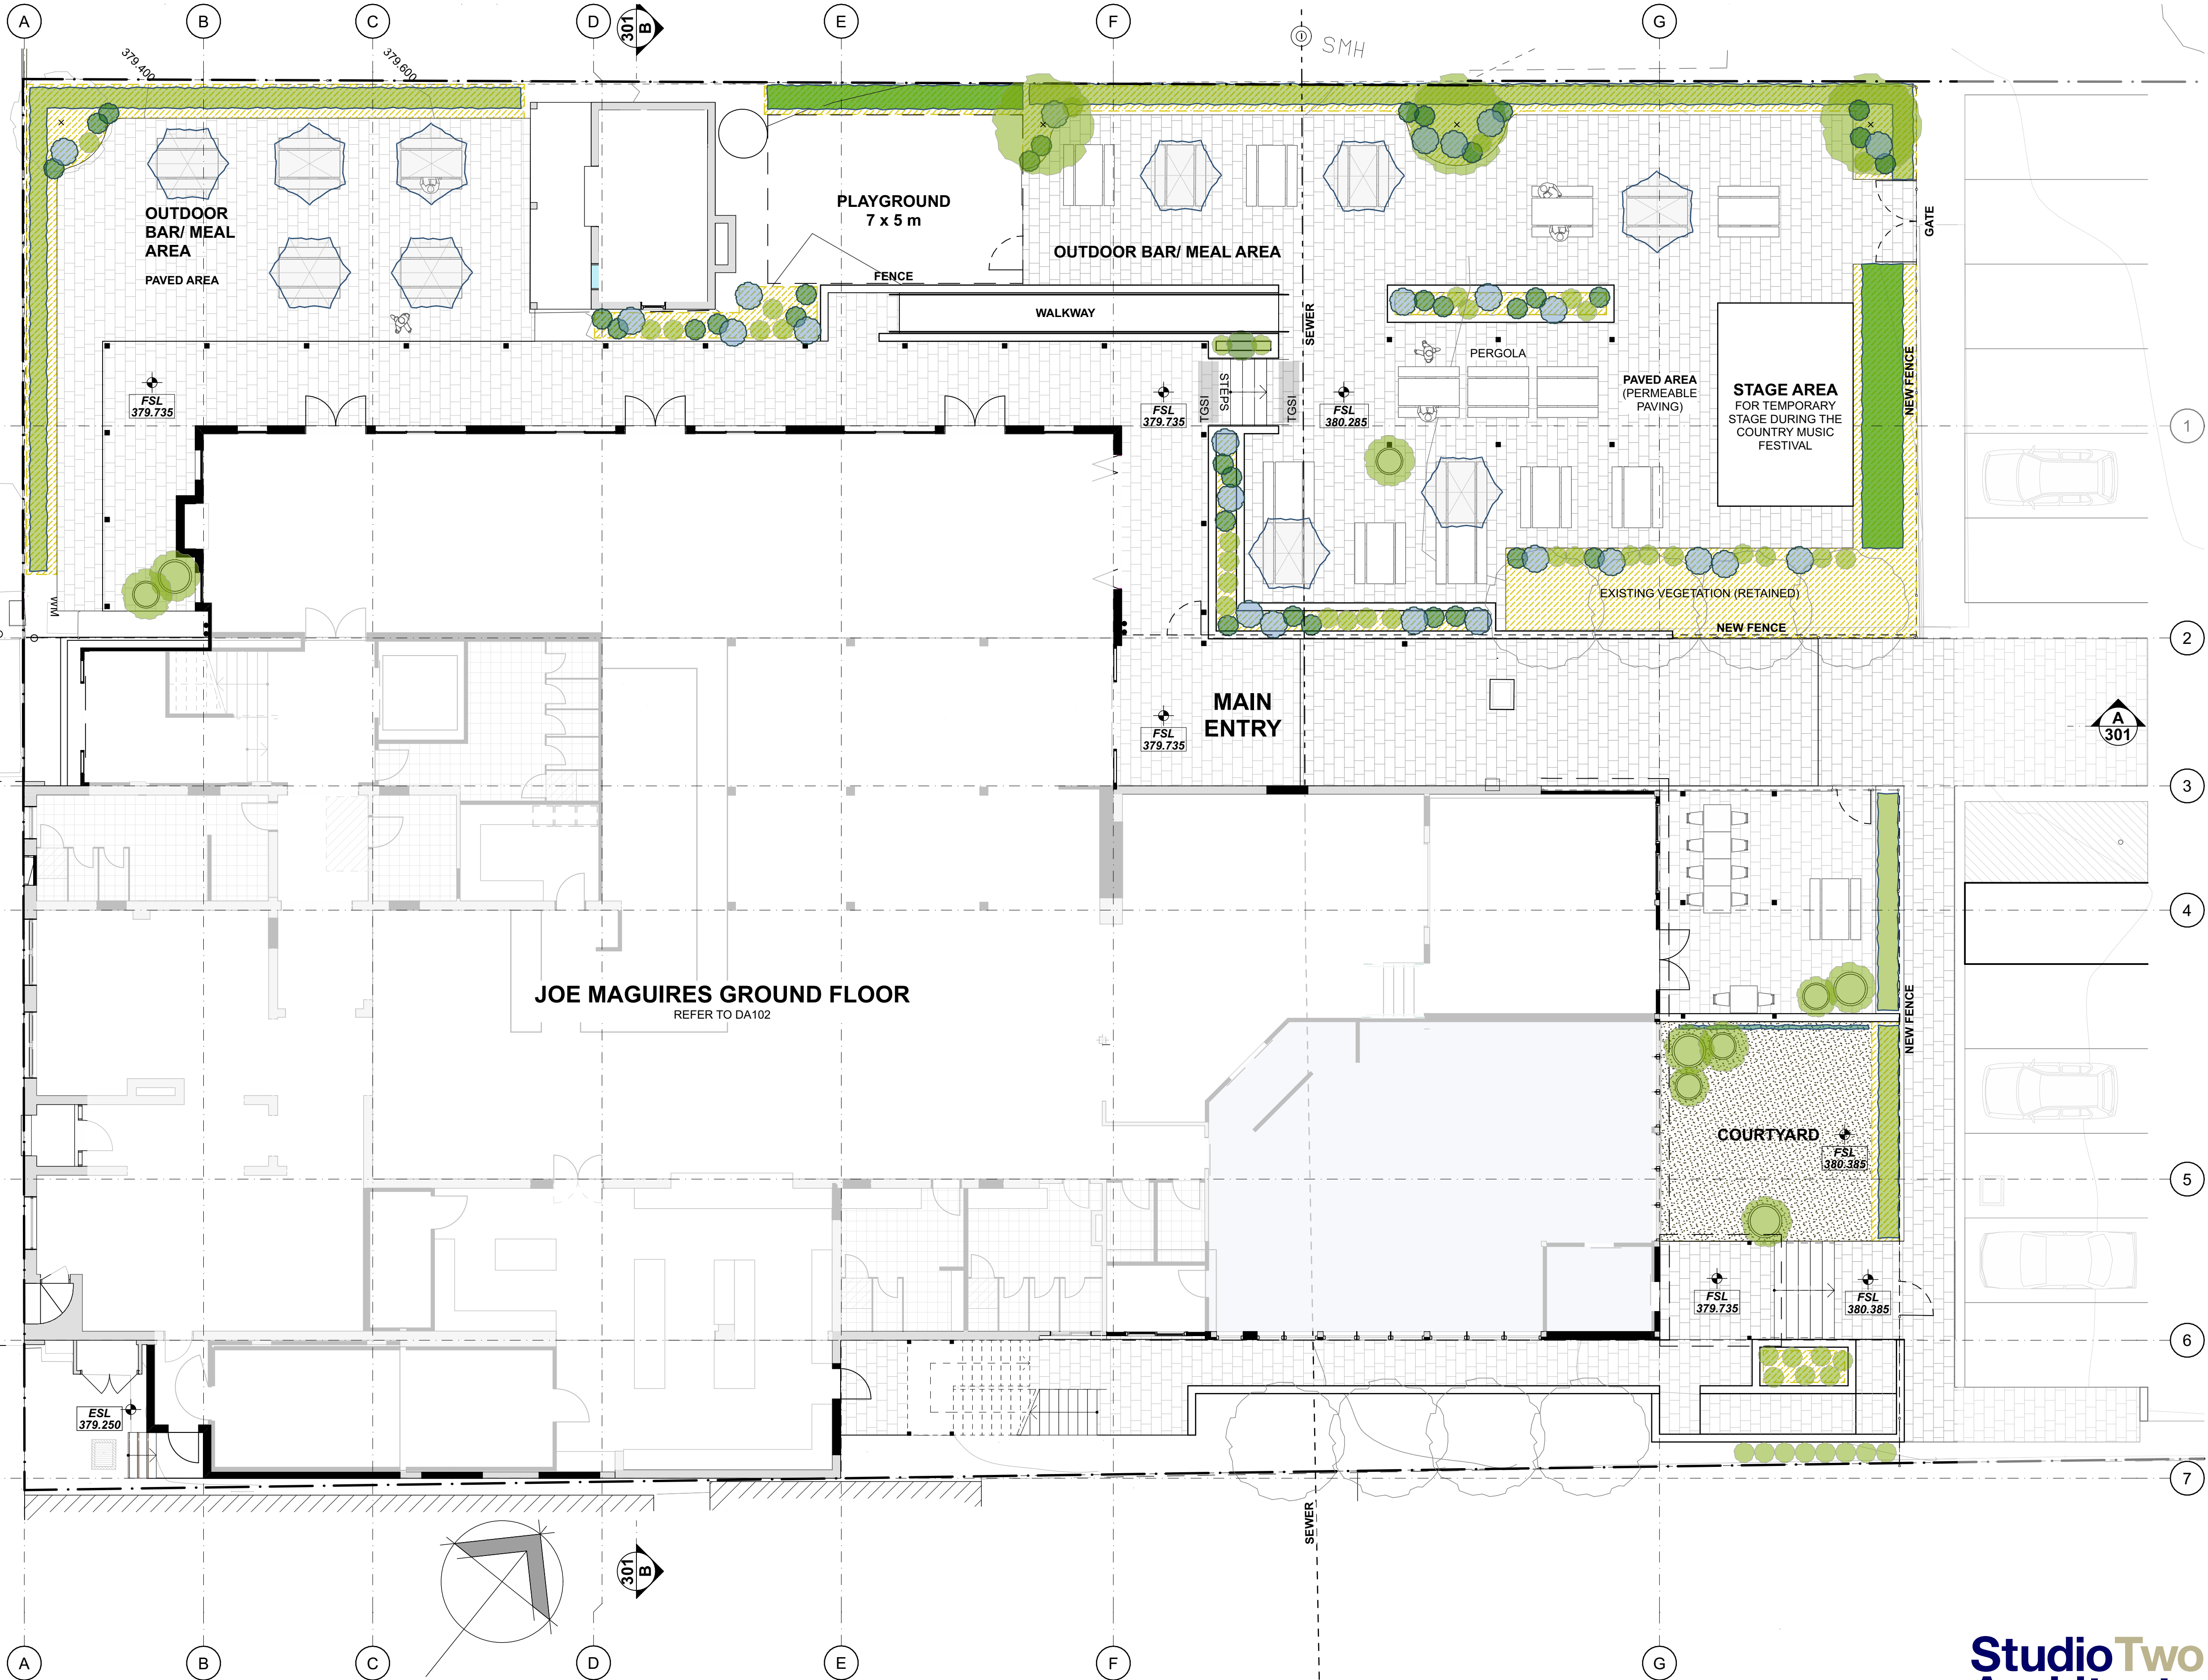 A
B
C
D
301
B
E
F
SMH
G
379.400
379.600
PLAYGROUND
7 x 5 m
OUTDOOR
BAR/ MEAL
AREA
PAVED AREA
OUTDOOR BAR/ MEAL AREA
GATE
FENCE
WALKWAY
SEWER
PERGOLA
NEW FENCE
PAVED AREA
(PERMEABLE
PAVING)
STAGE AREA
FOR TEMPORARY
STAGE DURING THE
COUNTRY MUSIC
FESTIVAL
FSL
379.735
FSL
379.735
TGSI
STEPS
TGSI
FSL
380.285
1
WM
EXISTING VEGETATION (RETAINED)
NEW FENCE
2
MAIN
ENTRY
FSL
379.735
A
301
3
4
JOE MAGUIRES GROUND FLOOR
REFER TO DA102
NEW FENCE
COURTYARD
FSL
380.385
5
FSL
379.735
FSL
380.385
6
ESL
379.250
7
SEWER
301
B
A
B
C
D
E
F
G
StudioTwo